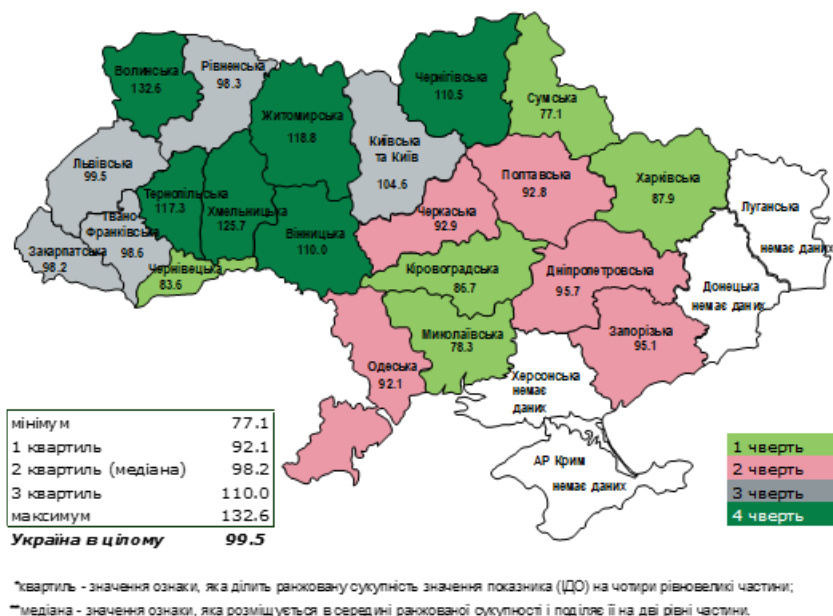 Волинська
132.6
Рівненська
98.3
Житомирська
118.8
Київська
та Київ
104.6
Чернігівська
110.5
Сумська
77.1
Львівська
99.5
Тернопільська
117.3
Хмельницька
125.7
Вінницька
110.0
Івано
Франківська
98.6
Закарпатська
98.2
Чернівецька
83.6
Черкаська
92.9
Полтавська
92.8
Харківська
87.9
Луганська
немає даних
Донецька
немає даних
Кіровоградська
86.7
Дніпропетровська
95.7
Запорізька
95.1
Миколаївська
78.3
Одеська
92.1
Херсонська
немає
даних
АР Крим
немає даних
мінімум 77.1
1 квартиль 92.1
2 квартиль (медіана) 98.2
3 квартиль 110.0
максимум 132.6
Україна в цілому 99.5
1 чверть
2 чверть
3 чверть
4 чверть
*квартиль - значення ознаки, яка ділить ранжовану сукупність значення показника (ІДО) на чотири рівновеликі частини;
**медіана - значення ознаки, яка розміщується в середині ранжованої сукупності і поділяє її на дві рівні частини.